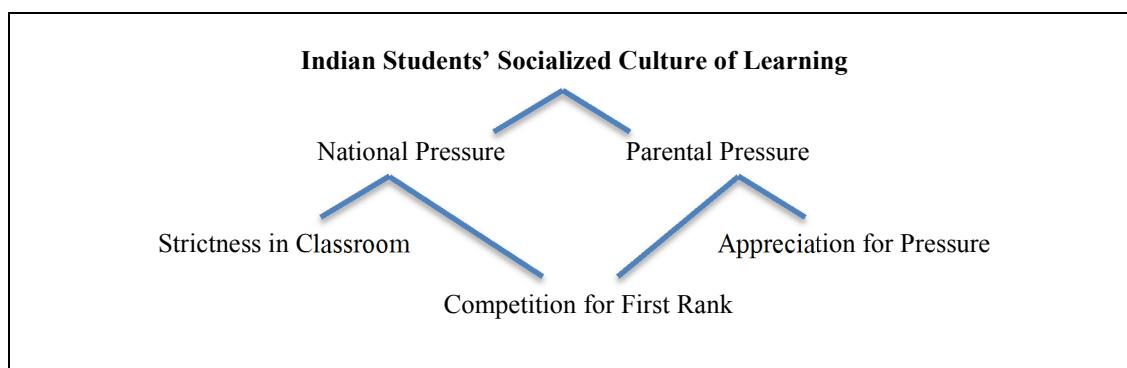 Indian Students’ Socialized Culture of Learning
National Pressure
Parental Pressure
Strictness in Classroom
Appreciation for Pressure
Competition for First Rank